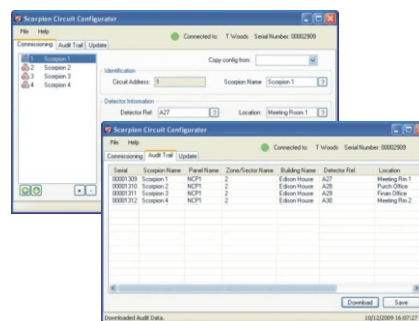 Scorpion Circuit Configurator
File Help
Connected to: T Woods Serial Number: 00002909
Commissioning Audit Trail Update
1 Scorpion 1
2 Scorpion 2
3 Scorpion 3
4 Scorpion 4
Copy config from:
Identification
Circuit Address: 1 Scorpion Name Scorpion 1 ?
Detector Information
Detector Ref: A27 ? Location: Meeting Room 1 ?
+ -
Scorpion Circuit Configurator
File Help
Connected to: T Woods Serial Number: 00002909
Commissioning Audit Trail Update
Serial Scorpion Name Panel Name Zone/Sector Name Building Name Detector Ref Location
00001309 Scorpion 1 NCP1 2 Edison House A27 Meeting Rm 1
00001310 Scorpion 2 NCP1 2 Edison House A28 Purch Office
00001311 Scorpion 3 NCP1 2 Edison House A29 Finan Office
00001312 Scorpion 4 NCP1 2 Edison House A30 Meeting Rm 2
Download Save
Downloaded Audit Data. 10/12/2009 16:07:27